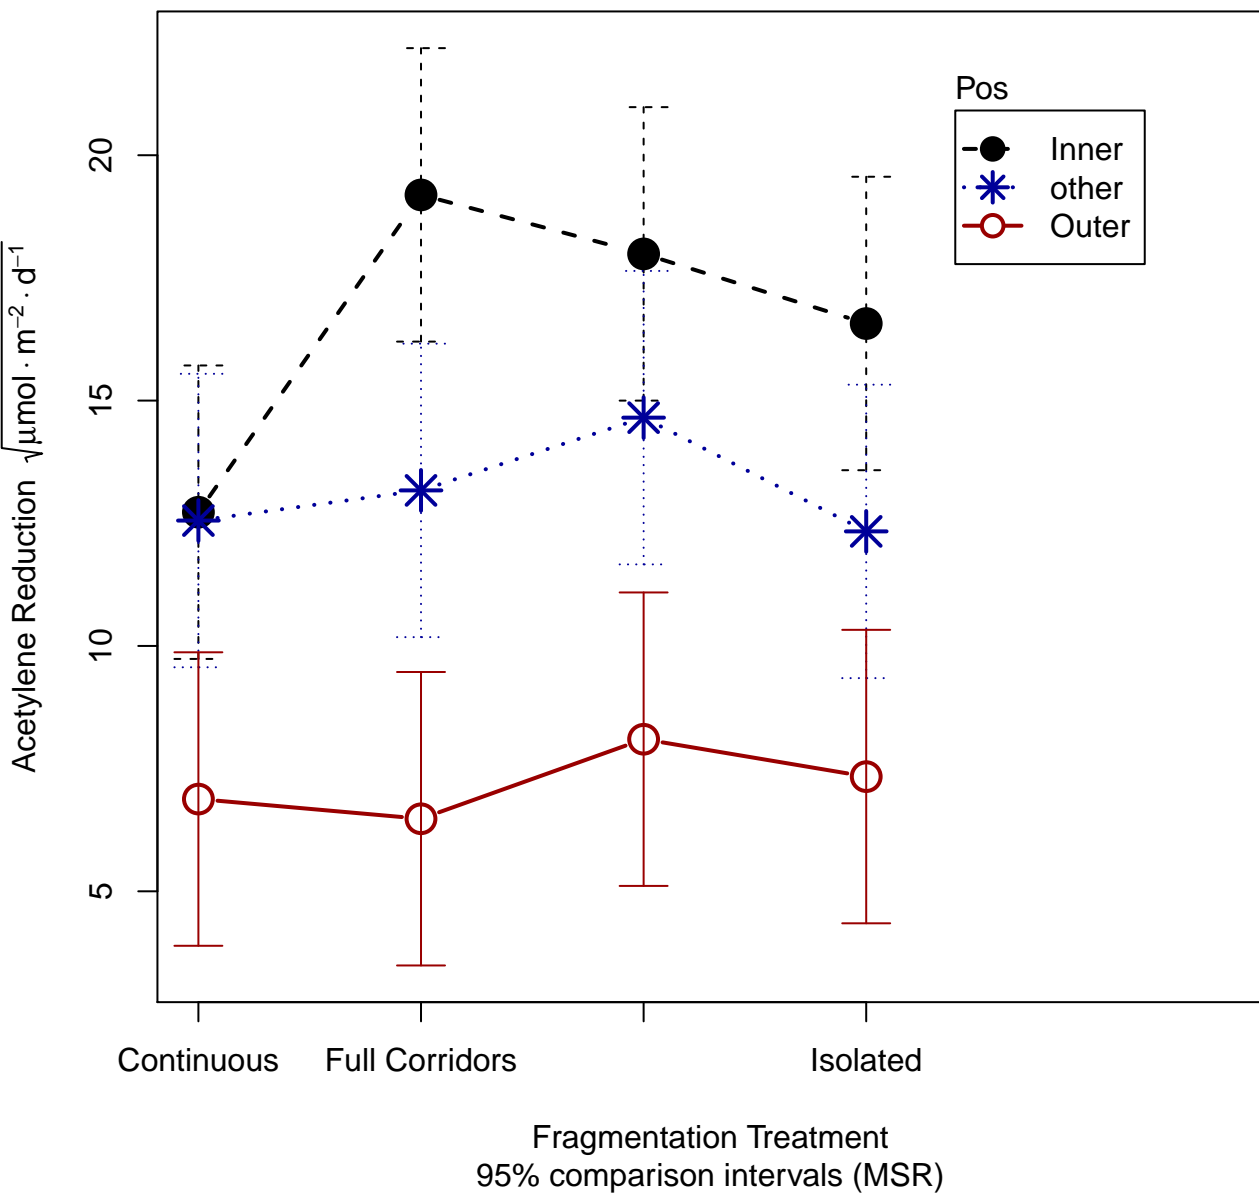 Pos
Inner
other
Outer
20
15
10
5
Acetylene Reduction √(μmol · m⁻² · d⁻¹)
Continuous
Full Corridors
Isolated
Fragmentation Treatment
95% comparison intervals (MSR)